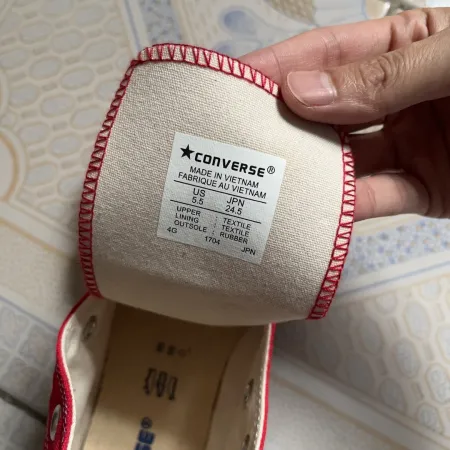 ★CONVERSE®
MADE IN VIETNAM
FABRIQUE AU VIETNAM
US JPN
5.5 24.5
UPPER : TEXTILE
LINING : TEXTILE
OUTSOLE : RUBBER
4G 1704 JPN